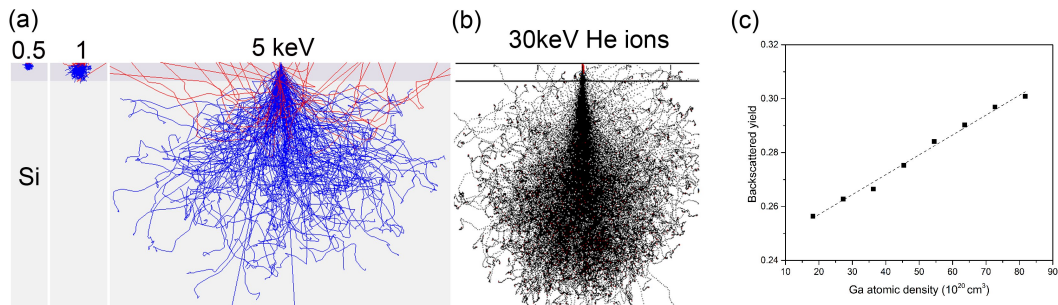 (a)
0.5
1
5 keV
Si
(b)
30keV He ions
(c)
0.32
0.30
0.28
0.26
0.24
Backscattered yield
10 20 30 40 50 60 70 80 90
Ga atomic density (10²⁰ cm³)